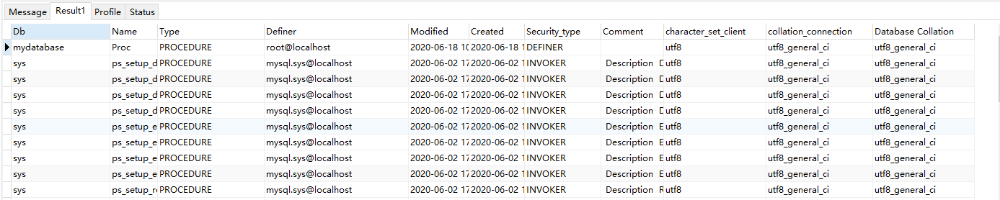 Message Result1 Profile Status
Db Name Type Definer Modified Created Security_type Comment character_set_client collation_connection Database Collation
mydatabase Proc PROCEDURE root@localhost 2020-06-18 10 2020-06-18 1 DEFINER utf8 utf8_general_ci utf8_general_ci
sys ps_setup_d PROCEDURE mysql.sys@localhost 2020-06-02 17 2020-06-02 1 INVOKER Description D utf8 utf8_general_ci utf8_general_ci
sys ps_setup_d PROCEDURE mysql.sys@localhost 2020-06-02 17 2020-06-02 1 INVOKER Description D utf8 utf8_general_ci utf8_general_ci
sys ps_setup_d PROCEDURE mysql.sys@localhost 2020-06-02 17 2020-06-02 1 INVOKER Description D utf8 utf8_general_ci utf8_general_ci
sys ps_setup_d PROCEDURE mysql.sys@localhost 2020-06-02 17 2020-06-02 1 INVOKER Description D utf8 utf8_general_ci utf8_general_ci
sys ps_setup_e PROCEDURE mysql.sys@localhost 2020-06-02 17 2020-06-02 1 INVOKER Description E utf8 utf8_general_ci utf8_general_ci
sys ps_setup_e PROCEDURE mysql.sys@localhost 2020-06-02 17 2020-06-02 1 INVOKER Description E utf8 utf8_general_ci utf8_general_ci
sys ps_setup_e PROCEDURE mysql.sys@localhost 2020-06-02 17 2020-06-02 1 INVOKER Description E utf8 utf8_general_ci utf8_general_ci
sys ps_setup_e PROCEDURE mysql.sys@localhost 2020-06-02 17 2020-06-02 1 INVOKER Description E utf8 utf8_general_ci utf8_general_ci
sys ps_setup_r PROCEDURE mysql.sys@localhost 2020-06-02 17 2020-06-02 1 INVOKER Description R utf8 utf8_general_ci utf8_general_ci